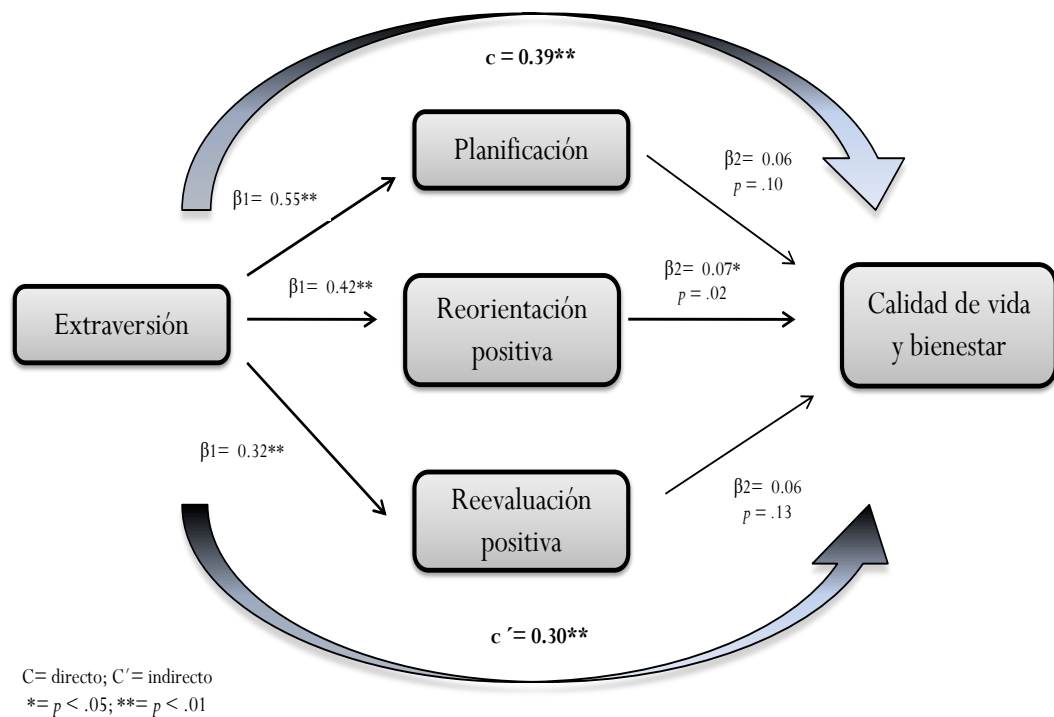 c = 0.39**
Planificación
β2= 0.06
p = .10
β1= 0.55**
β1= 0.42**
β2= 0.07*
p = .02
Extraversión
Reorientación
positiva
Calidad de vida
y bienestar
β1= 0.32**
Reevaluación
positiva
β2= 0.06
p = .13
c ´= 0.30**
C= directo; C´= indirecto
*= p < .05; **= p < .01